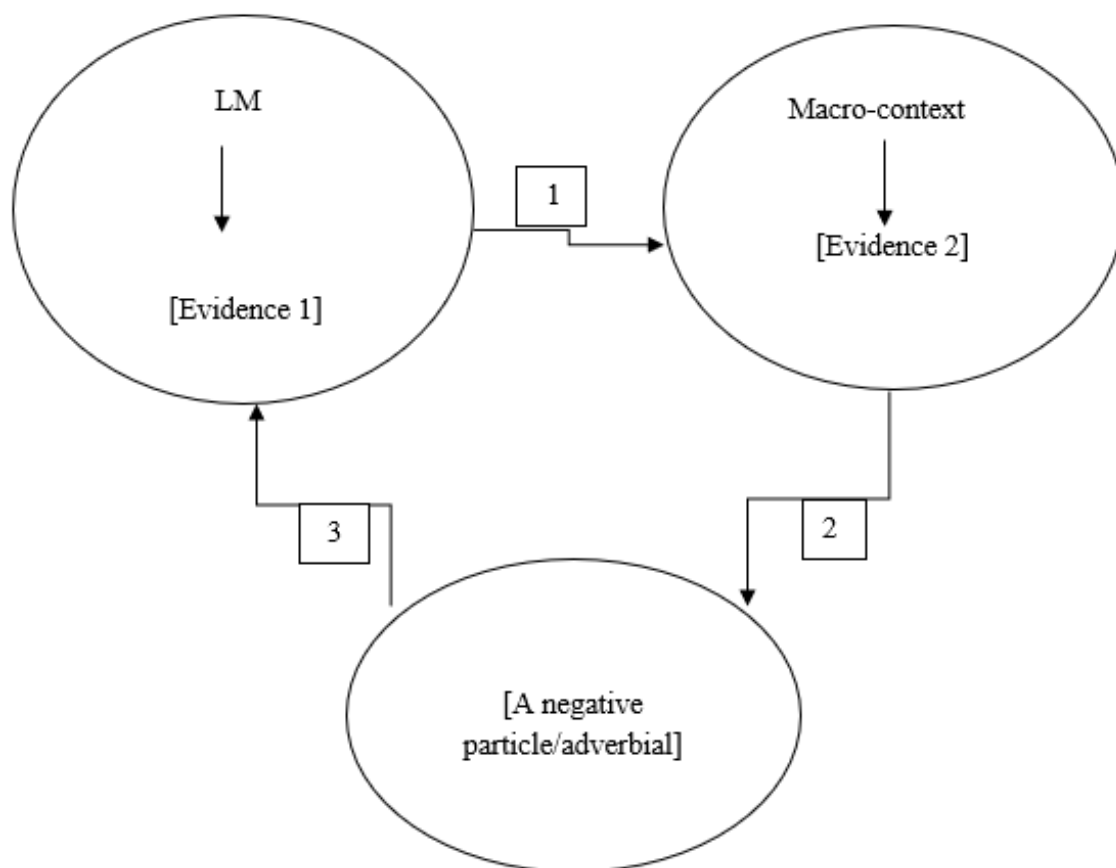 LM
[Evidence 1]
1
Macro-context
[Evidence 2]
2
3
[A negative
particle/adverbial]